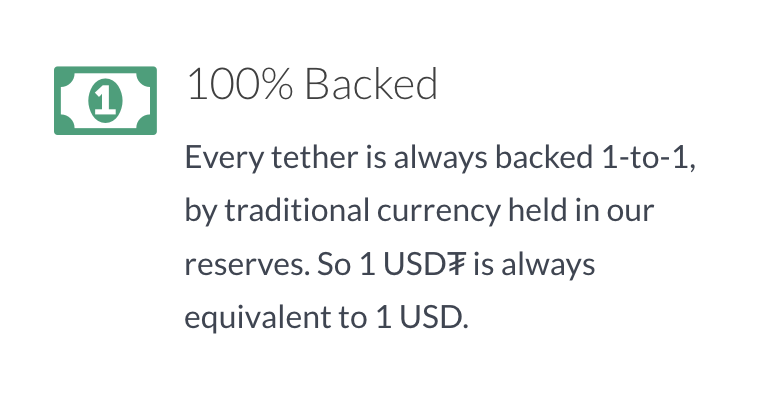 1
100% Backed
Every tether is always backed 1-to-1,
by traditional currency held in our
reserves. So 1 USD₮ is always
equivalent to 1 USD.